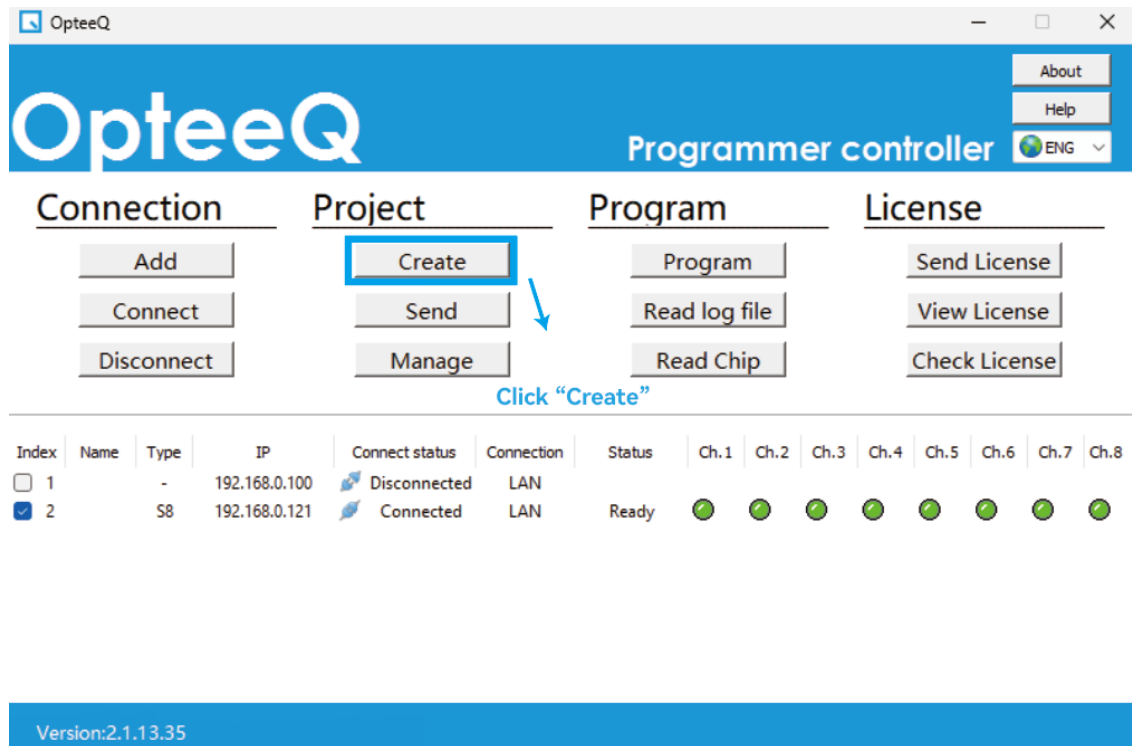 OpteeQ
About
Help
OpteeQ
Programmer controller
ENG
Connection Project Program License
Add Create Program Send License
Connect Send Read log file View License
Disconnect Manage Read Chip Check License
Click “Create”
Index Name Type IP Connect status Connection Status Ch.1 Ch.2 Ch.3 Ch.4 Ch.5 Ch.6 Ch.7 Ch.8
1 - 192.168.0.100 Disconnected LAN
2 S8 192.168.0.121 Connected LAN Ready
Version:2.1.13.35